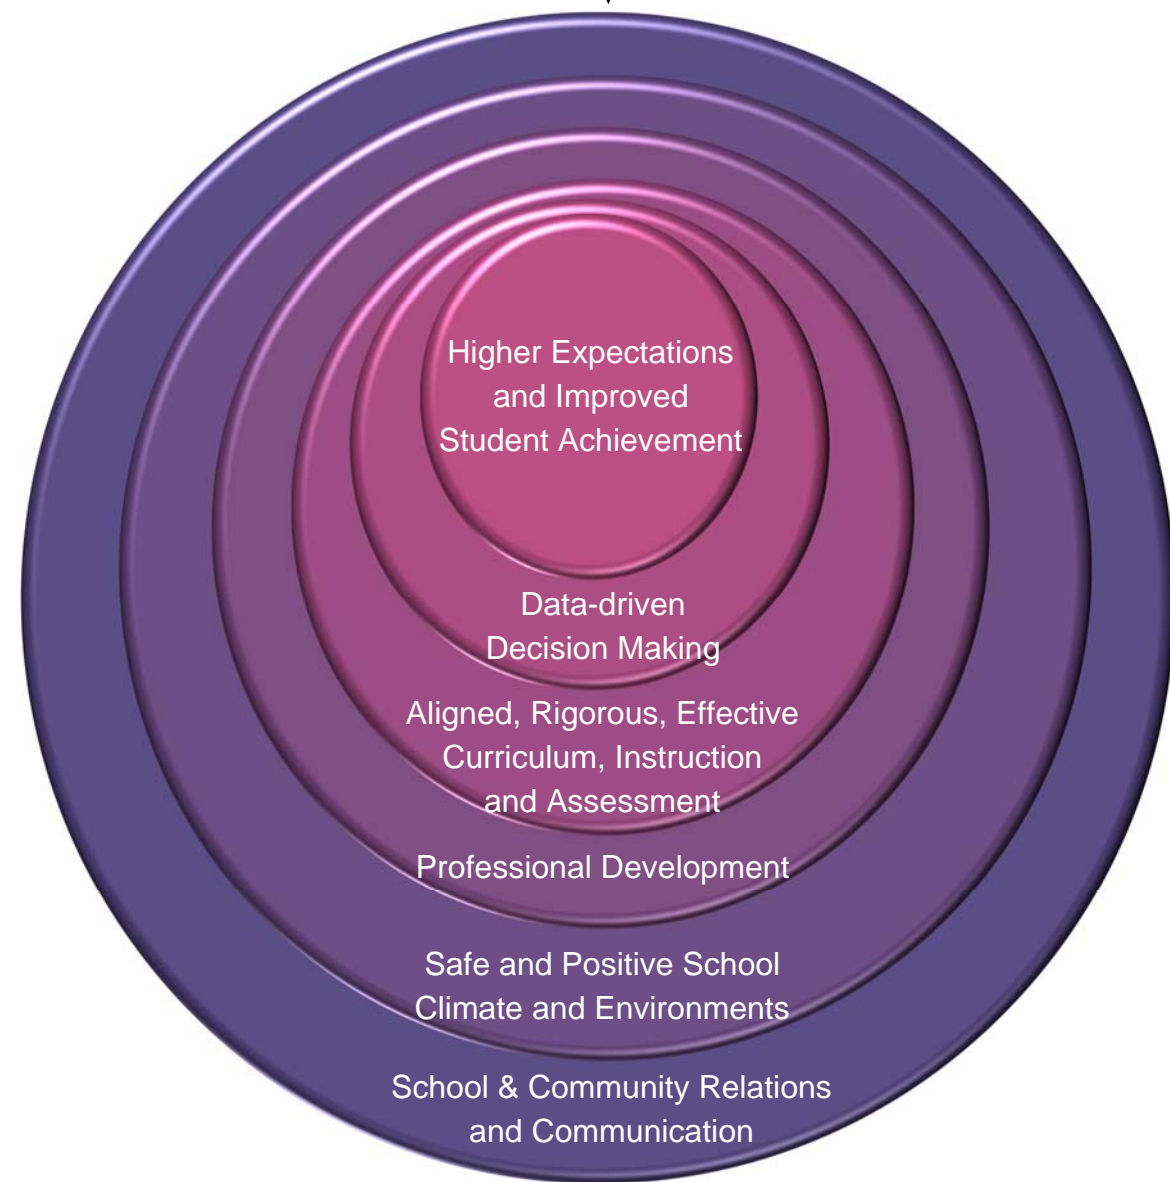 Higher Expectations
and Improved
Student Achievement
Data-driven
Decision Making
Aligned, Rigorous, Effective
Curriculum, Instruction
and Assessment
Professional Development
Safe and Positive School
Climate and Environments
School & Community Relations
and Communication